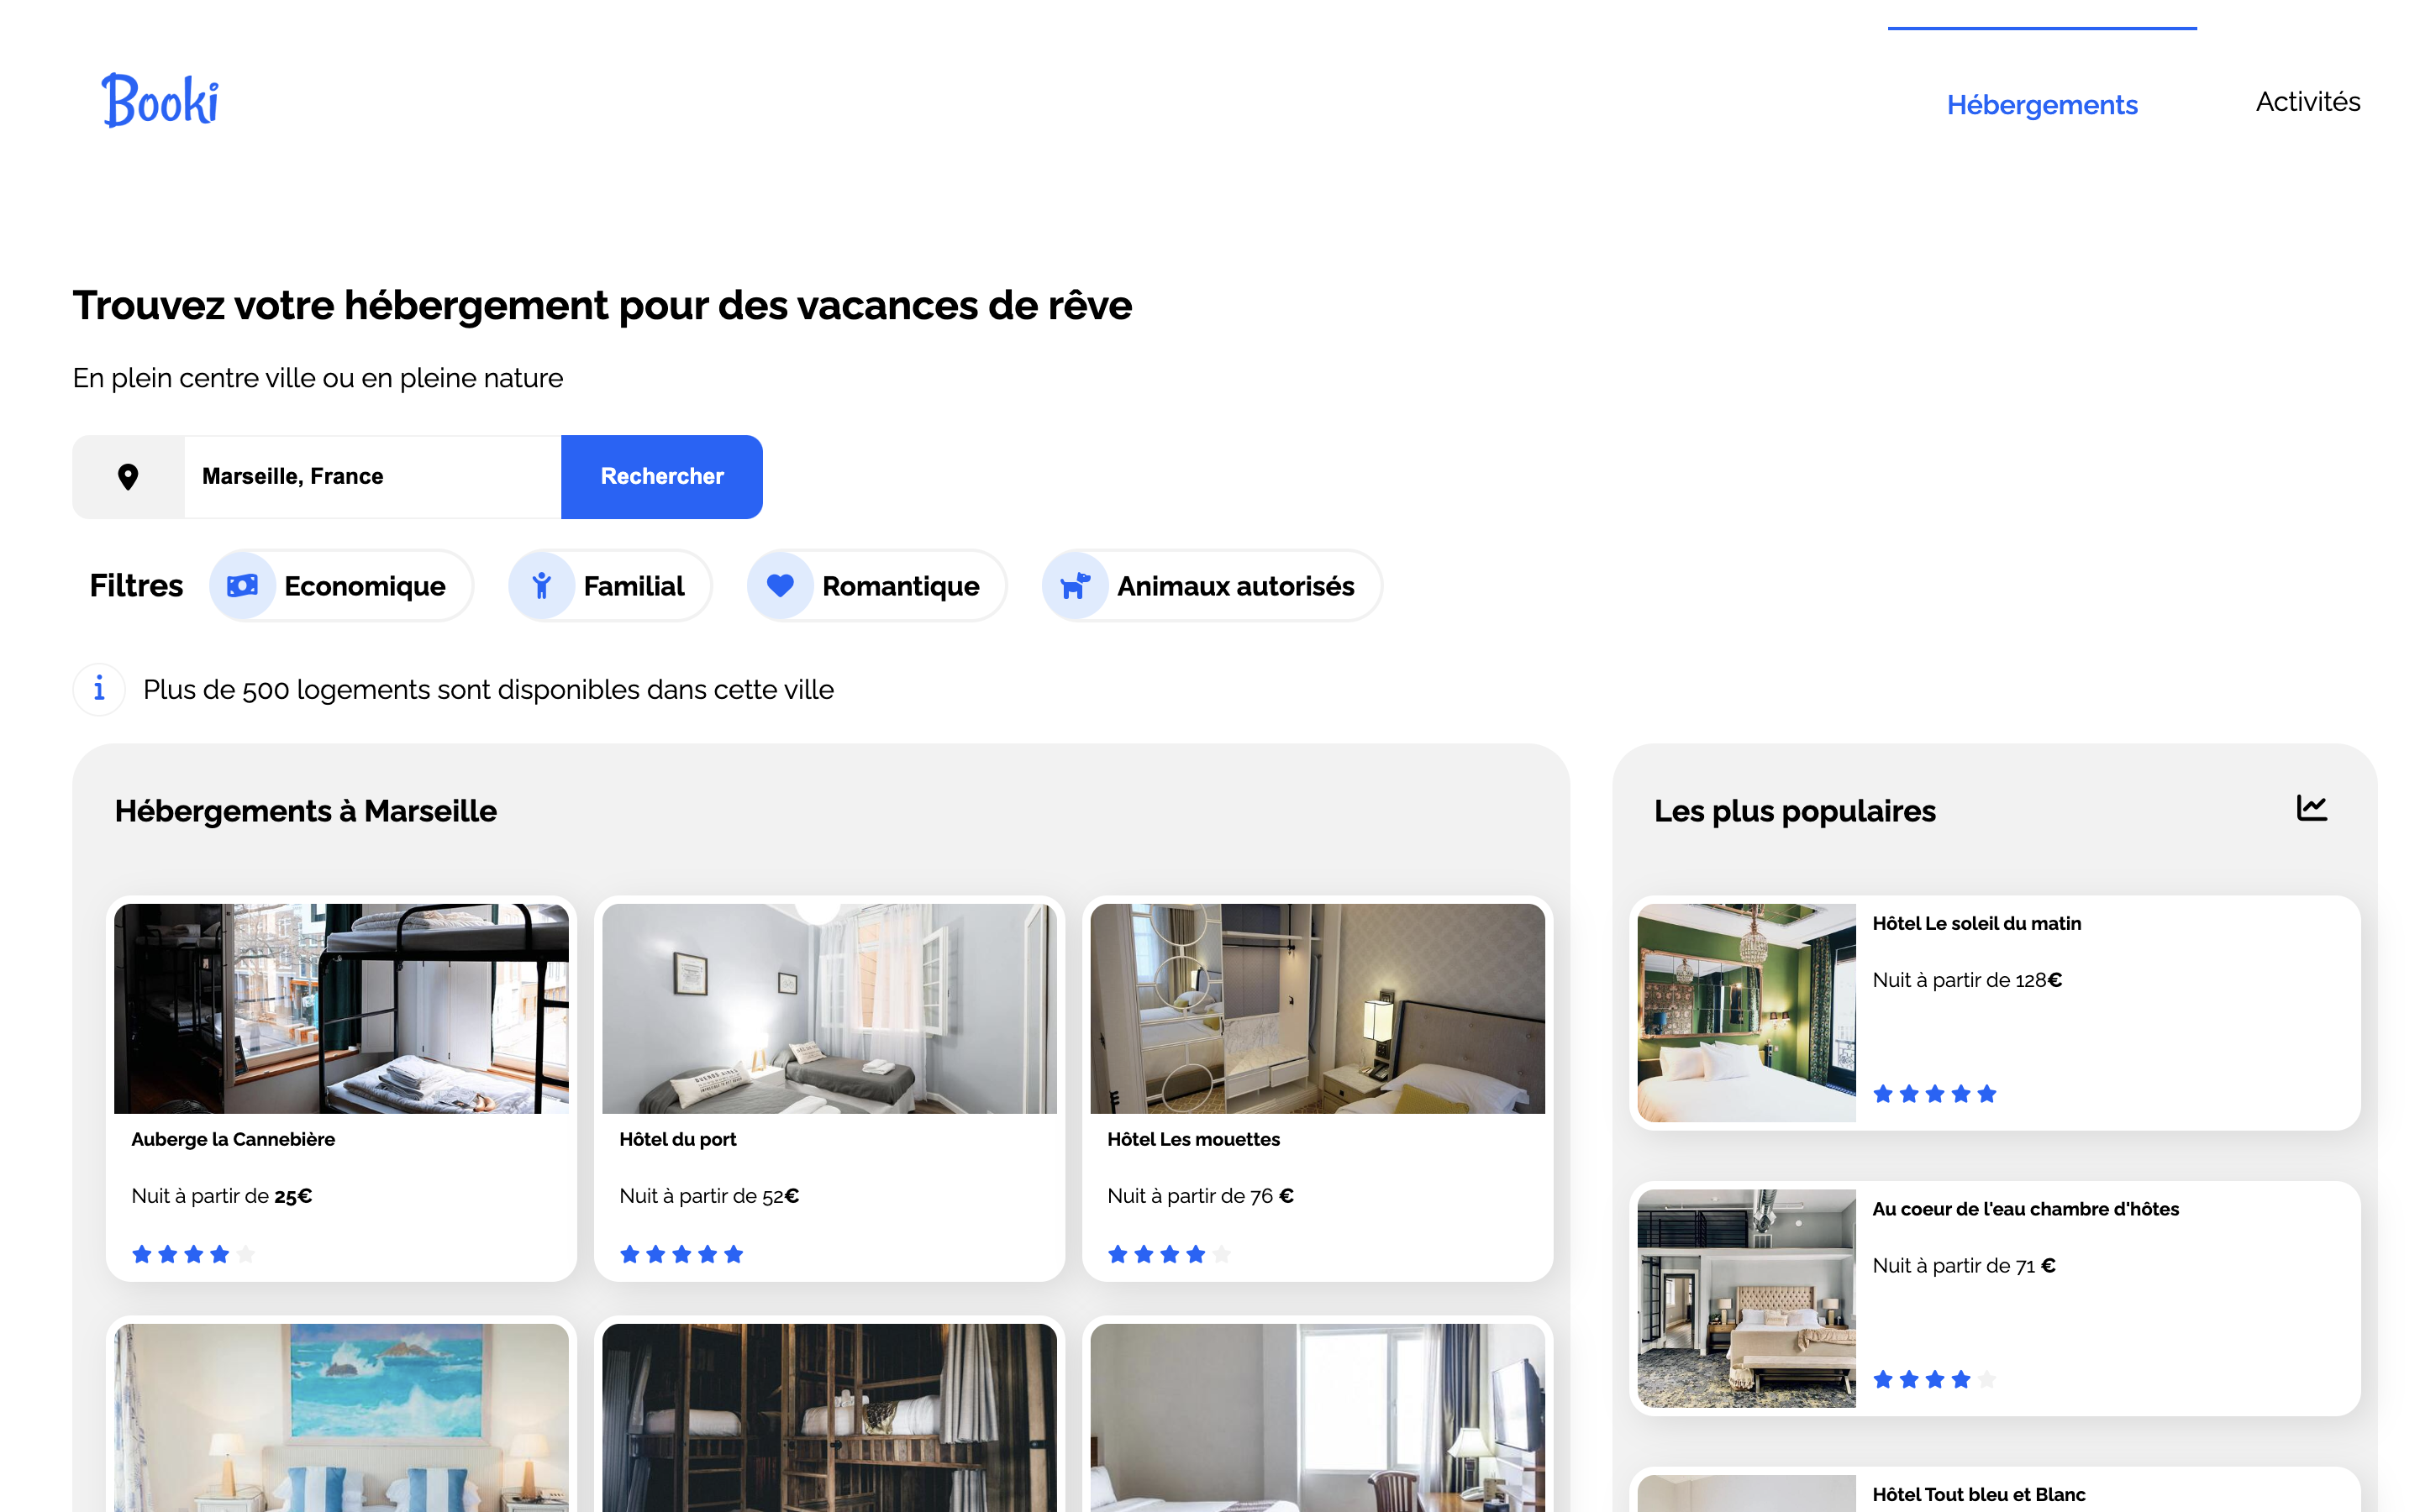 Booki
Hébergements
Activités
Trouvez votre hébergement pour des vacances de rêve
En plein centre ville ou en pleine nature
Marseille, France
Rechercher
Filtres
Economique
Familial
Romantique
Animaux autorisés
Plus de 500 logements sont disponibles dans cette ville
Hébergements à Marseille
Auberge la Cannebière
Nuit à partir de 25€
Hôtel du port
Nuit à partir de 52€
Hôtel Les mouettes
Nuit à partir de 76 €
Les plus populaires
Hôtel Le soleil du matin
Nuit à partir de 128€
Au coeur de l'eau chambre d'hôtes
Nuit à partir de 71 €
Hôtel Tout bleu et Blanc